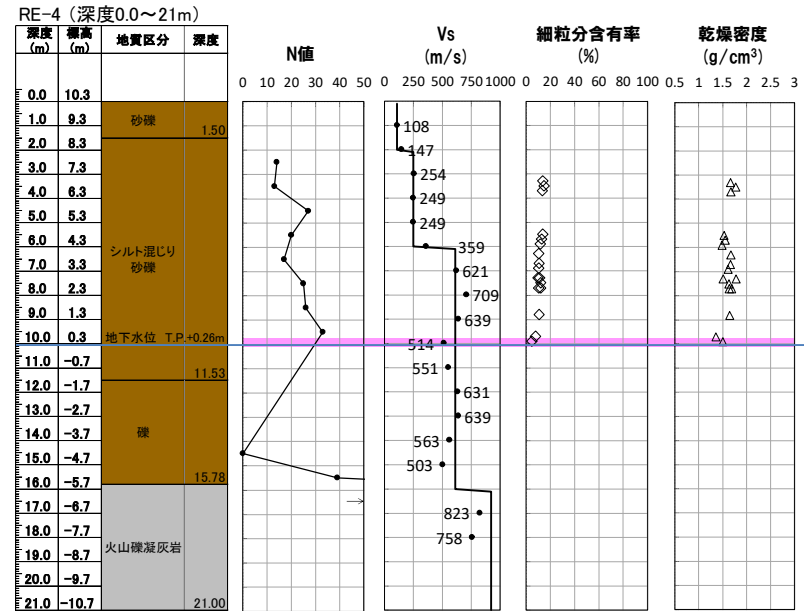 RE-4 (深度0.0～21m)
深度 標高 地質区分 深度
(m) (m)
N値
Vs
(m/s)
細粒分含有率
(%)
乾燥密度
(g/cm³)
0 10 20 30 40 50
0 250 500 750 1000
0 20 40 60 80 100
0.5 1 1.5 2 2.5 3
0.0 10.3
1.0 9.3
2.0 8.3
3.0 7.3
4.0 6.3
5.0 5.3
6.0 4.3
7.0 3.3
8.0 2.3
9.0 1.3
10.0 0.3
11.0 -0.7
12.0 -1.7
13.0 -2.7
14.0 -3.7
15.0 -4.7
16.0 -5.7
17.0 -6.7
18.0 -7.7
19.0 -8.7
20.0 -9.7
21.0 -10.7
砂礫
1.50
シルト混じり
砂礫
地下水位 T.P.+0.26m
11.53
礫
15.78
火山礫凝灰岩
21.00
108
147
254
249
249
359
621
709
639
514
551
631
639
563
503
823
758